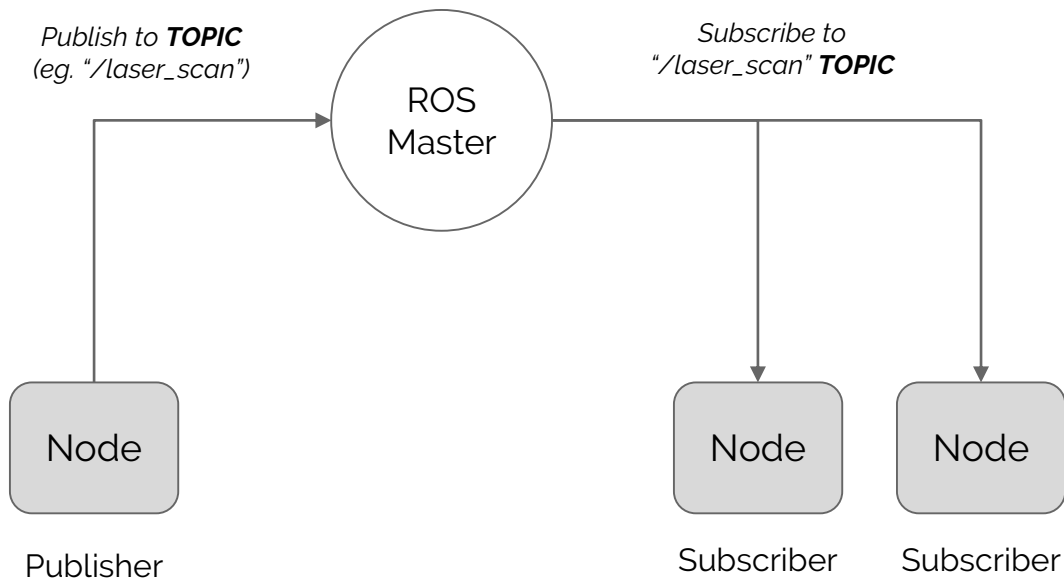 Publish to TOPIC
(eg. “/laser_scan”)
Subscribe to
“/laser_scan” TOPIC
ROS
Master
Node
Node
Node
Publisher
Subscriber
Subscriber